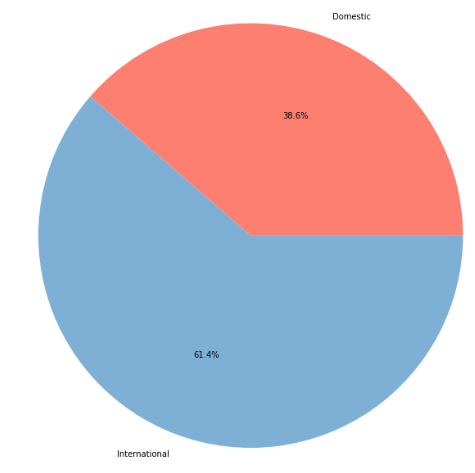 Domestic
38.6%
61.4%
International